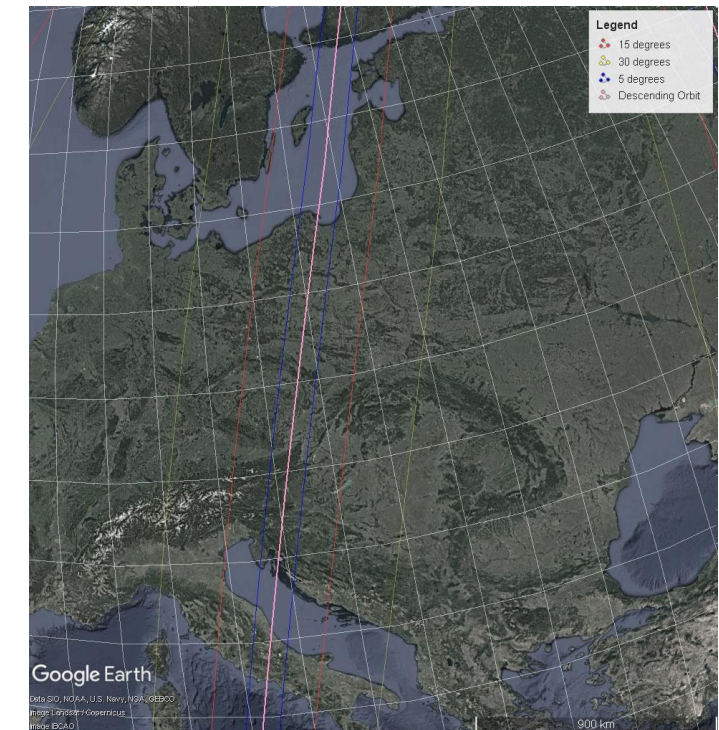 Legend
15 degrees
30 degrees
5 degrees
Descending Orbit
Google Earth
Data SIO, NOAA, U.S. Navy, NGA, GEBCO
Image Landsat / Copernicus
Image IBCAO
900 km